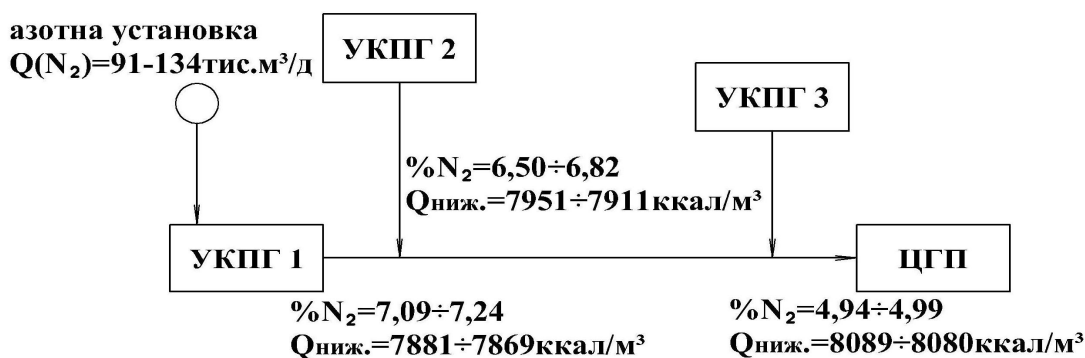 азотна установка
Q(N₂)=91-134тис.м³/д
УКПГ 2
УКПГ 3
%N₂=6,50÷6,82
Qниж.=7951÷7911ккал/м³
УКПГ 1
ЦГП
%N₂=7,09÷7,24
Qниж.=7881÷7869ккал/м³
%N₂=4,94÷4,99
Qниж.=8089÷8080ккал/м³